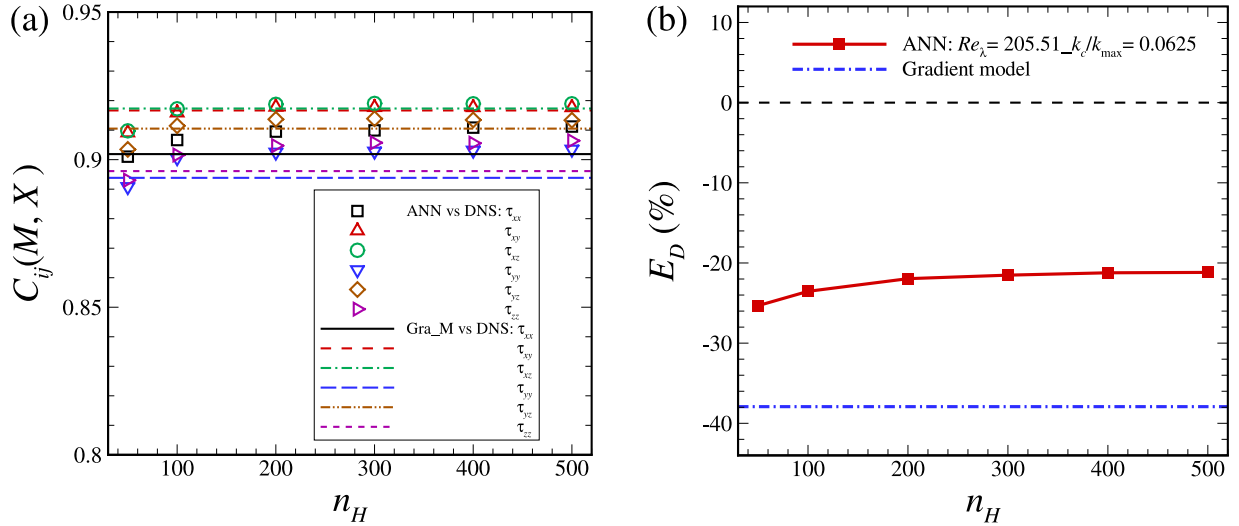 (a)
0.95
0.9
0.85
0.8
C_ij(M, X)
100 200 300 400 500
n_H
ANN vs DNS: τ_xx
τ_xy
τ_xz
τ_yy
τ_yz
τ_zz
Gra_M vs DNS: τ_xx
τ_xy
τ_xz
τ_yy
τ_yz
τ_zz
(b)
10
0
-10
-20
-30
-40
E_D (%)
100 200 300 400 500
n_H
ANN: Re_λ= 205.51_k_c/k_max= 0.0625
Gradient model